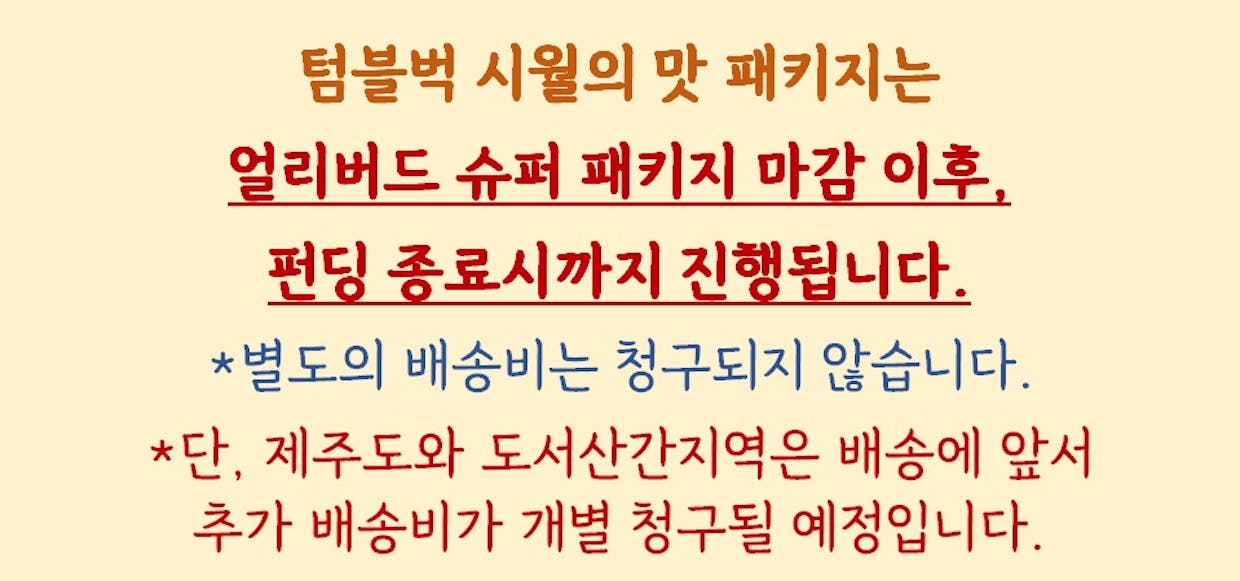 텀블벅 시월의 맛 패키지는
얼리버드 슈퍼 패키지 마감 이후,
펀딩 종료시까지 진행됩니다.
*별도의 배송비는 청구되지 않습니다.
*단, 제주도와 도서산간지역은 배송에 앞서
추가 배송비가 개별 청구될 예정입니다.